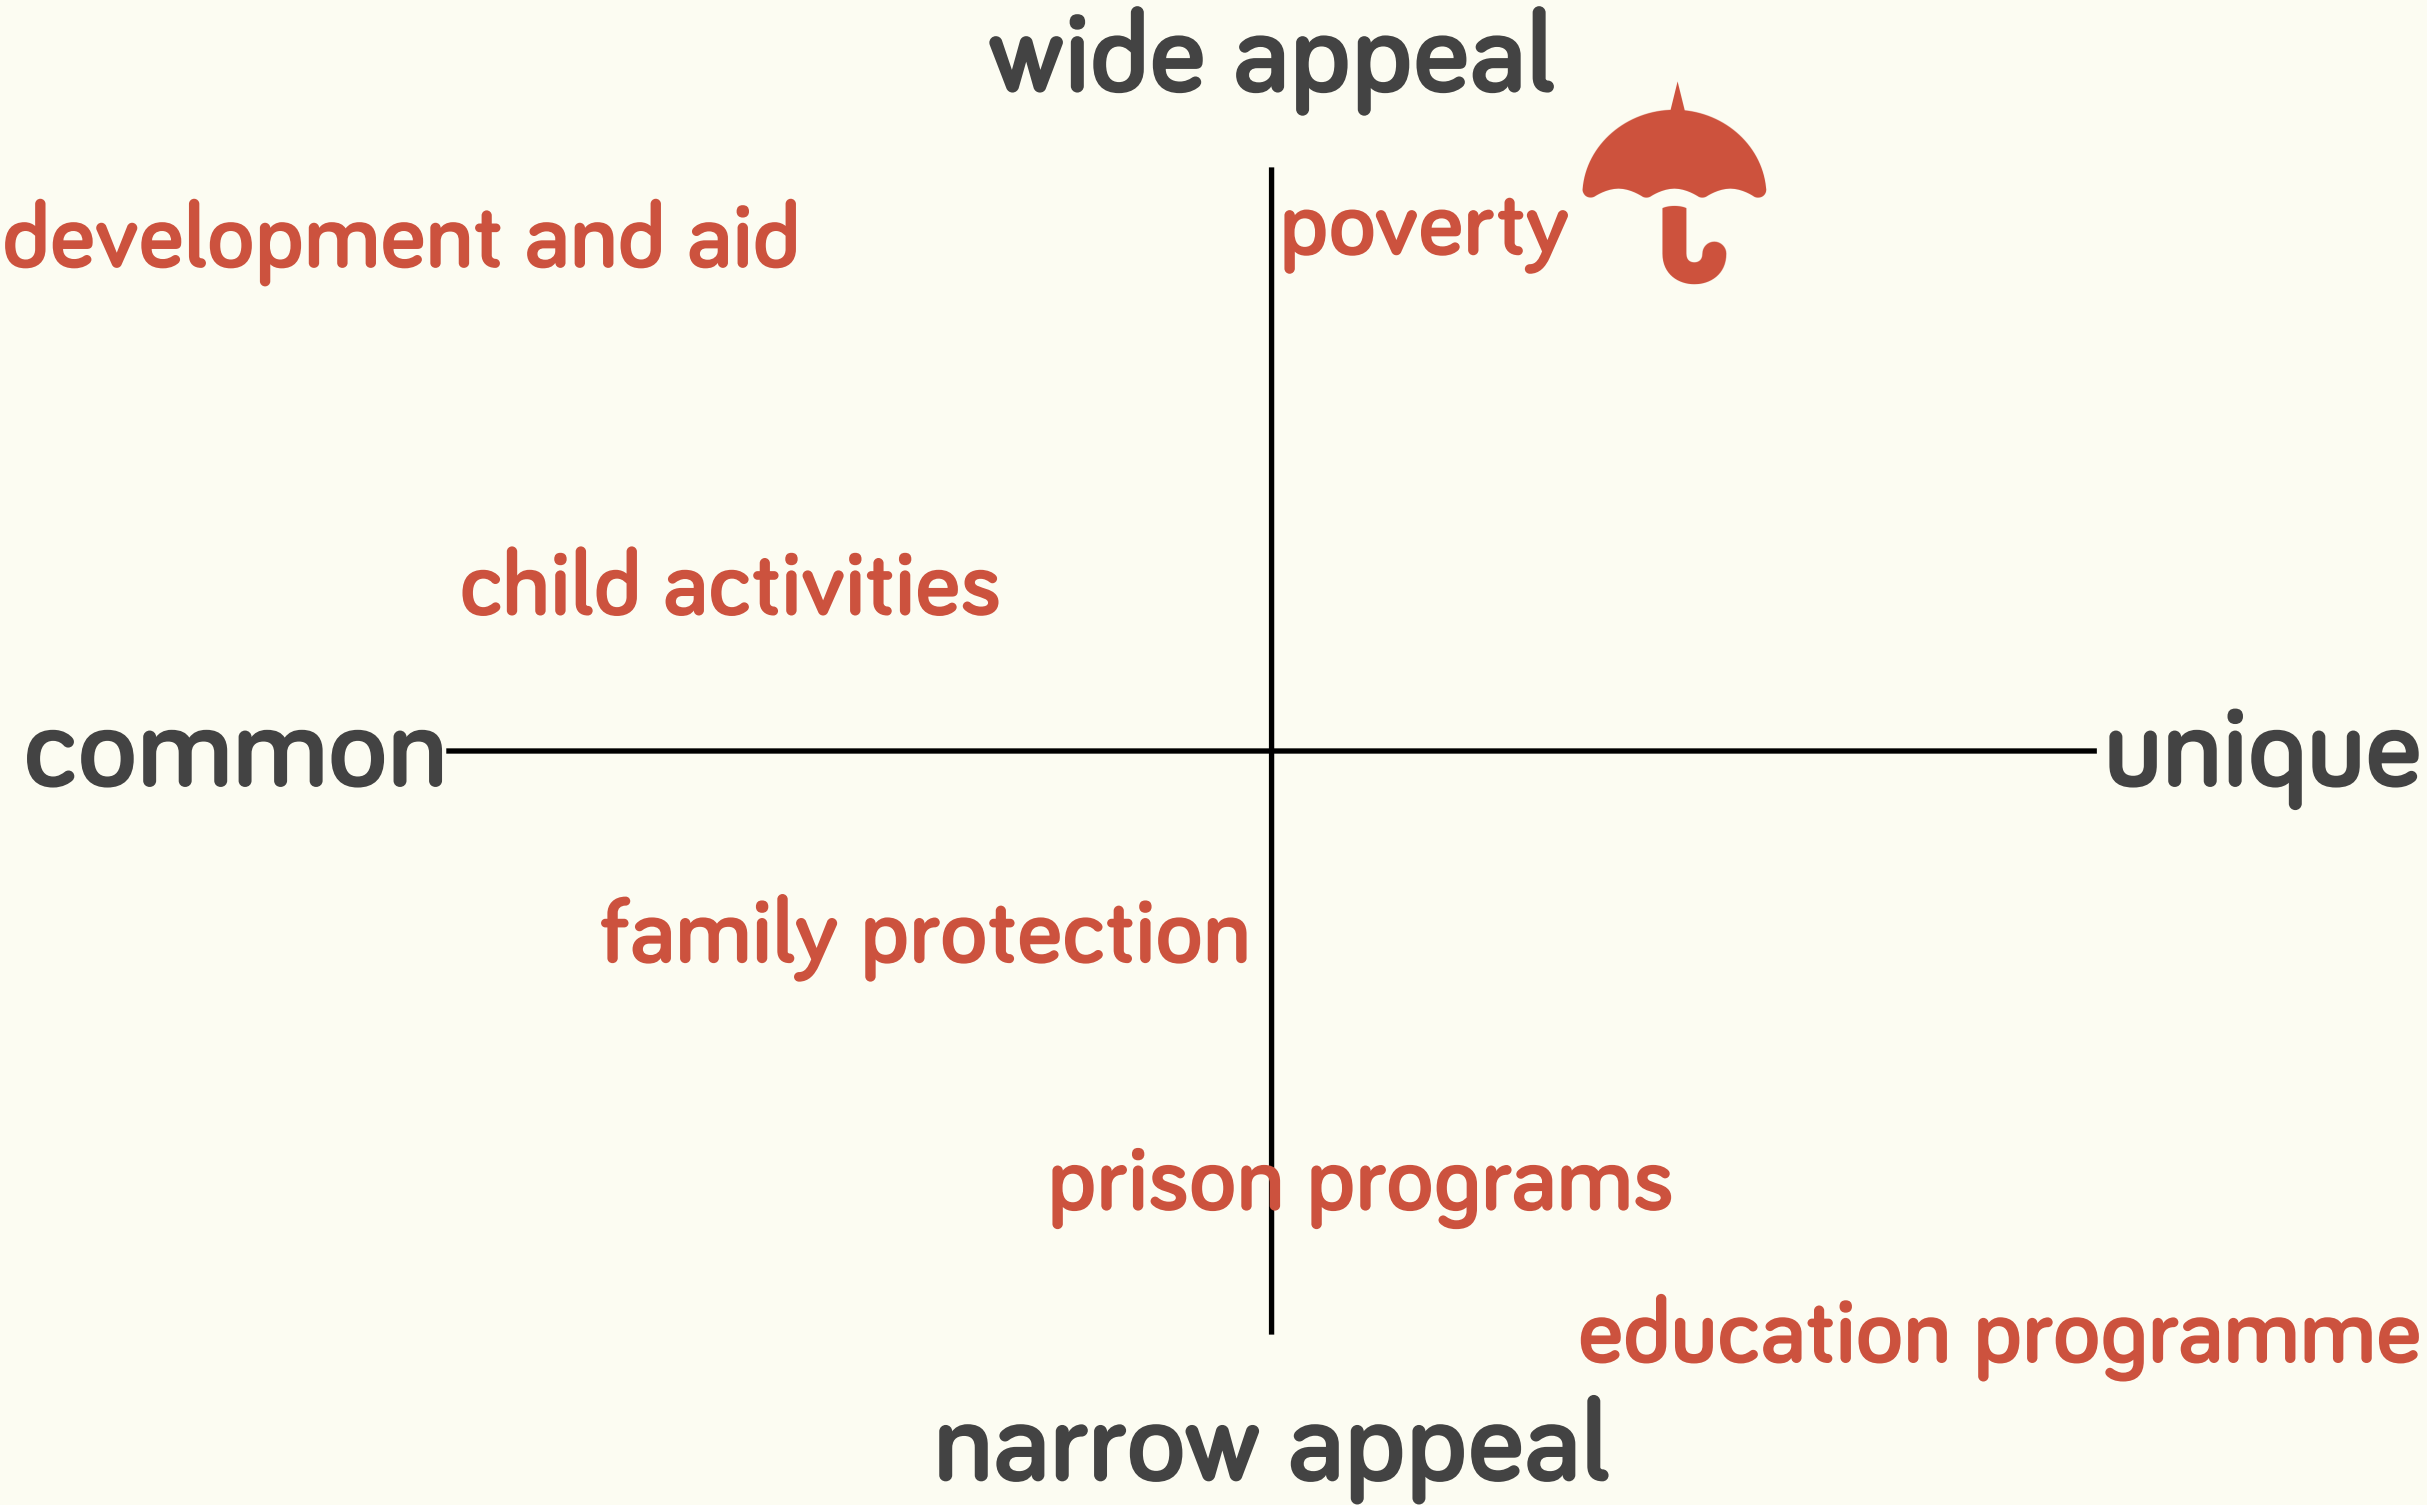 wide appeal
development and aid
poverty
child activities
common
unique
family protection
prison programs
education programme
narrow appeal